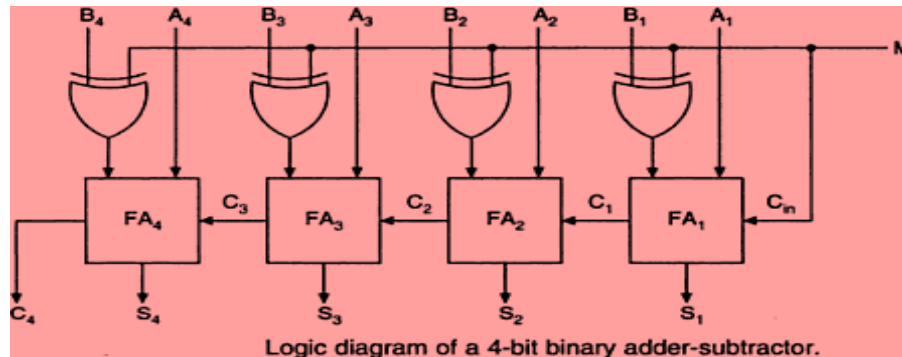 B4 A4 B3 A3 B2 A2 B1 A1
M
C3 C2 C1 Cin
FA4 FA3 FA2 FA1
C4 S4 S3 S2 S1
Logic diagram of a 4-bit binary adder-subtractor.